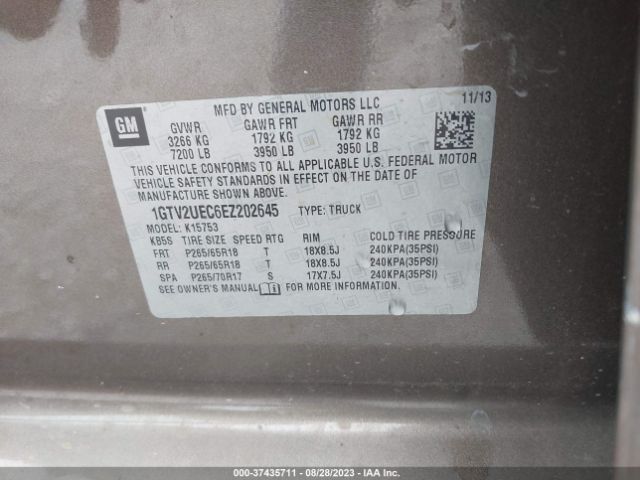 MFD BY GENERAL MOTORS LLC 11/13
GM
GVWR GAWR FRT GAWR RR
3266 KG 1792 KG 1792 KG
7200 LB 3950 LB 3950 LB
THIS VEHICLE CONFORMS TO ALL APPLICABLE U.S. FEDERAL MOTOR
VEHICLE SAFETY STANDARDS IN EFFECT ON THE DATE OF
MANUFACTURE SHOWN ABOVE.
1GTV2UEC6EZ202645 TYPE: TRUCK
MODEL: K15753
KB5S TIRE SIZE SPEED RTG RIM COLD TIRE PRESSURE
FRT P265/65R18 T 18X8.5J 240KPA(35PSI)
RR P265/65R18 T 18X8.5J 240KPA(35PSI)
SPA P265/70R17 S 17X7.5J 240KPA(35PSI)
SEE OWNER'S MANUAL FOR MORE INFORMATION.
000-37435711 - 08/28/2023 - IAA Inc.